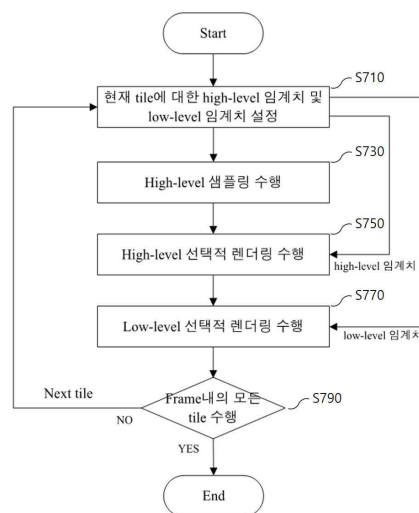 Start
S710
현재 tile에 대한 high-level 임계치 및
low-level 임계치 설정
S730
High-level 샘플링 수행
S750
High-level 선택적 렌더링 수행
high-level 임계치
S770
Low-level 선택적 렌더링 수행
low-level 임계치
Next tile
Frame내의 모든
tile 수행
S790
NO
YES
End